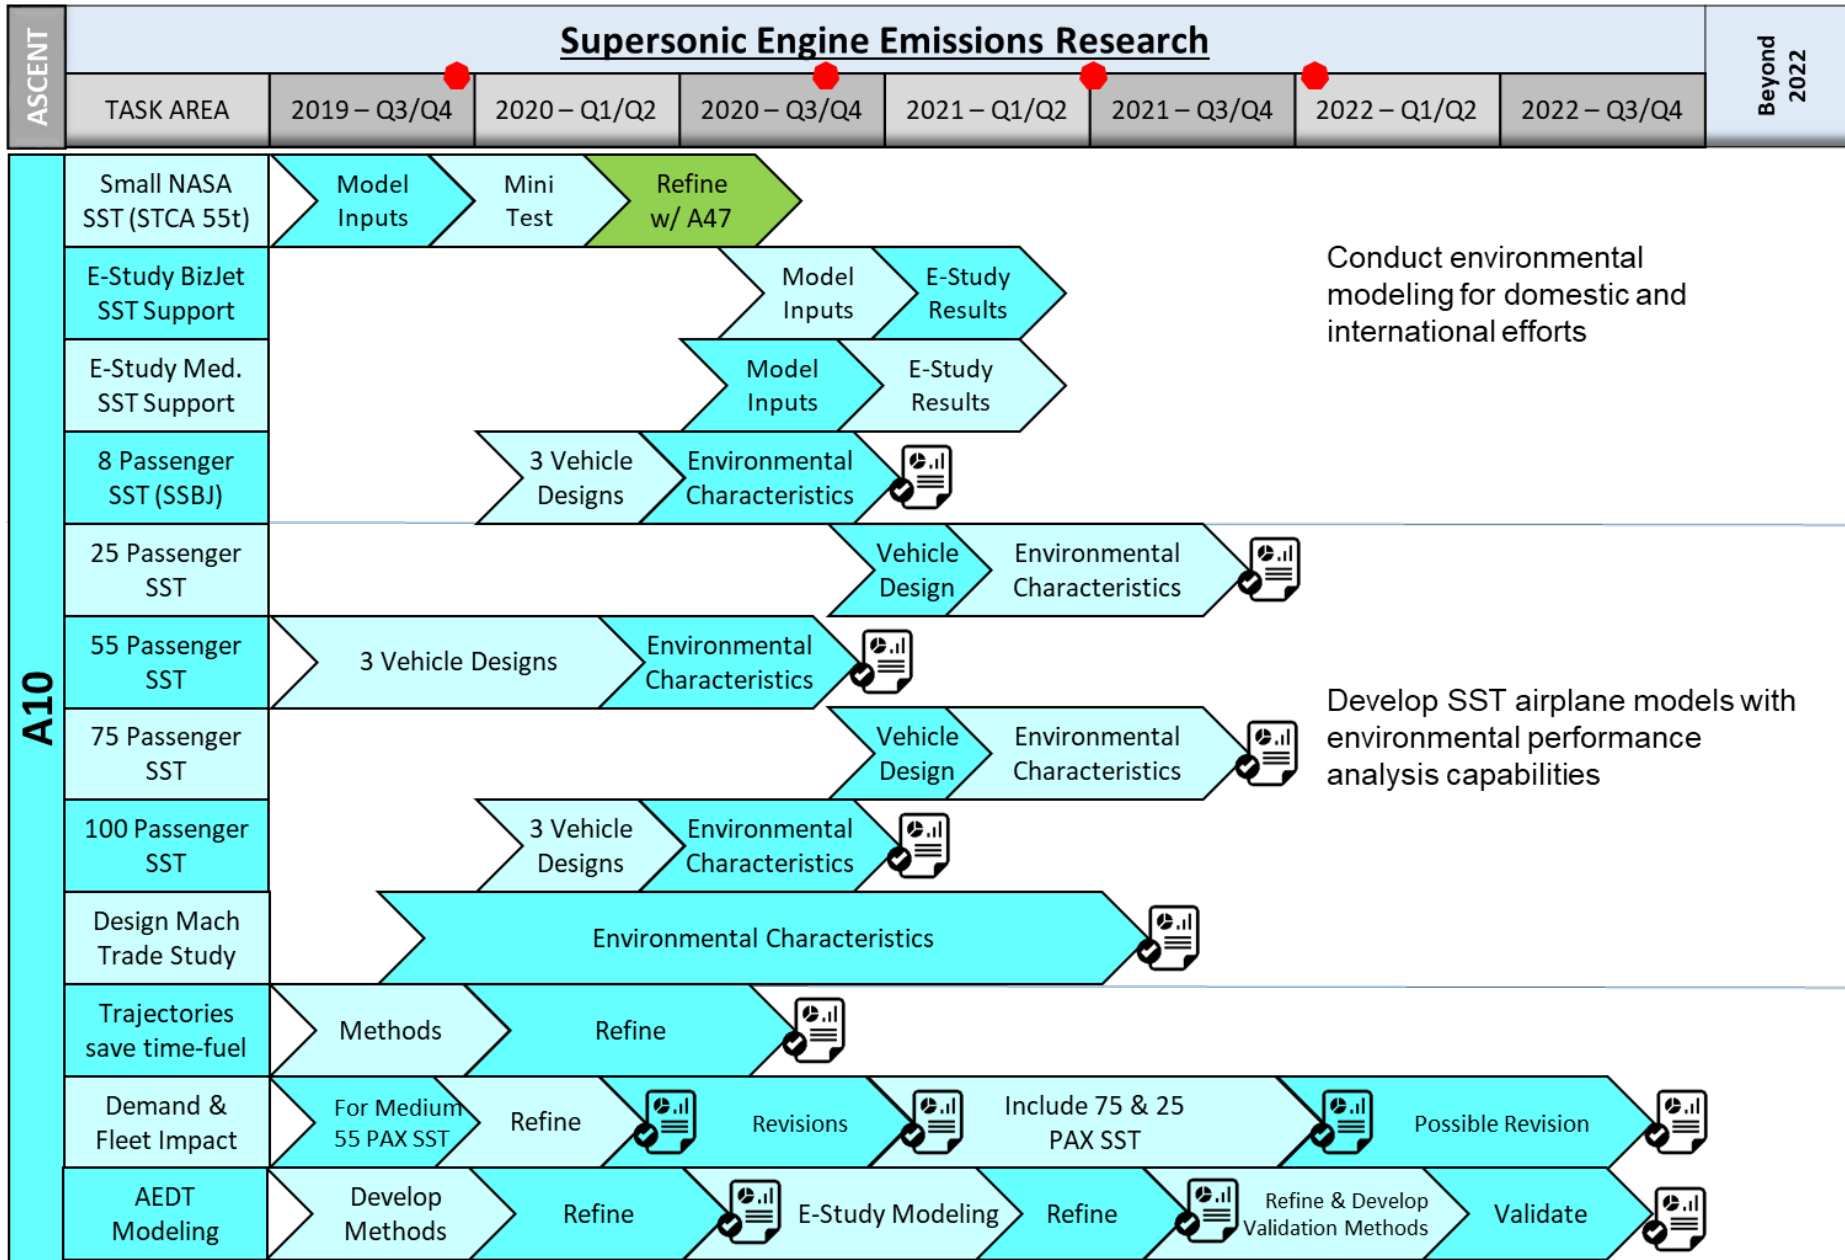 ASCENT
Supersonic Engine Emissions Research
Beyond
2022
TASK AREA
2019 – Q3/Q4
2020 – Q1/Q2
2020 – Q3/Q4
2021 – Q1/Q2
2021 – Q3/Q4
2022 – Q1/Q2
2022 – Q3/Q4
A10
Small NASA
SST (STCA 55t)
Model
Inputs
Mini
Test
Refine
w/ A47
E-Study BizJet
SST Support
Model
Inputs
E-Study
Results
Conduct environmental
modeling for domestic and
international efforts
E-Study Med.
SST Support
Model
Inputs
E-Study
Results
8 Passenger
SST (SSBJ)
3 Vehicle
Designs
Environmental
Characteristics
25 Passenger
SST
Vehicle
Design
Environmental
Characteristics
55 Passenger
SST
3 Vehicle Designs
Environmental
Characteristics
75 Passenger
SST
Vehicle
Design
Environmental
Characteristics
Develop SST airplane models with
environmental performance
analysis capabilities
100 Passenger
SST
3 Vehicle
Designs
Environmental
Characteristics
Design Mach
Trade Study
Environmental Characteristics
Trajectories
save time-fuel
Methods
Refine
Demand &
Fleet Impact
For Medium
55 PAX SST
Refine
Revisions
Include 75 & 25
PAX SST
Possible Revision
AEDT
Modeling
Develop
Methods
Refine
E-Study Modeling
Refine
Refine & Develop
Validation Methods
Validate